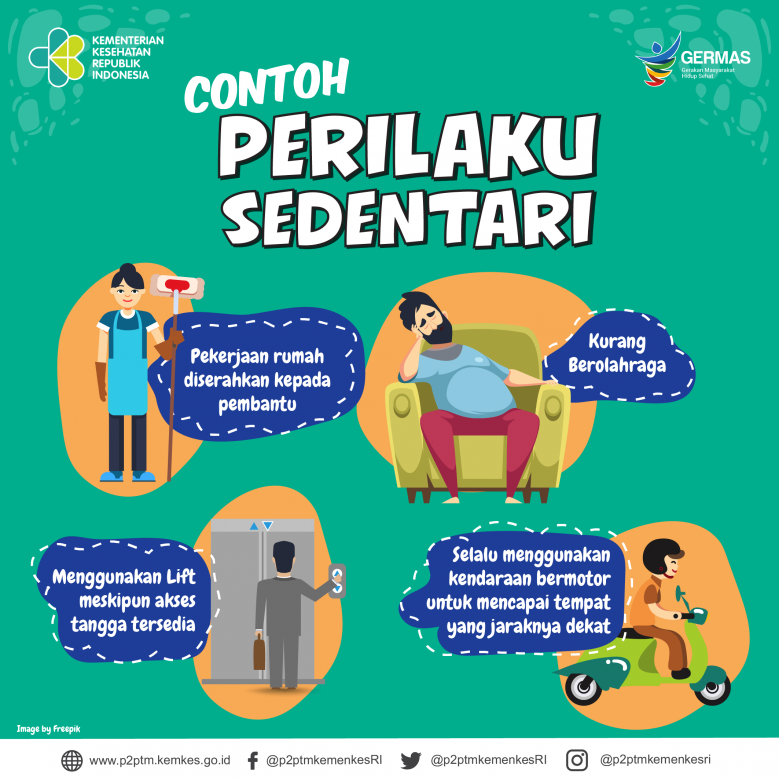 KEMENTERIAN
KESEHATAN
REPUBLIK
INDONESIA
GERMAS
Gerakan Masyarakat
Hidup Sehat
CONTOH
PERILAKU
SEDENTARI
Pekerjaan rumah
diserahkan kepada
pembantu
Kurang
Berolahraga
Menggunakan Lift
meskipun akses
tangga tersedia
Selalu menggunakan
kendaraan bermotor
untuk mencapai tempat
yang jaraknya dekat
Image by Freepik
www.p2ptm.kemkes.go.id
@p2ptmkemenkesRI
@p2ptmkemenkesRI
@p2ptmkemenkesri